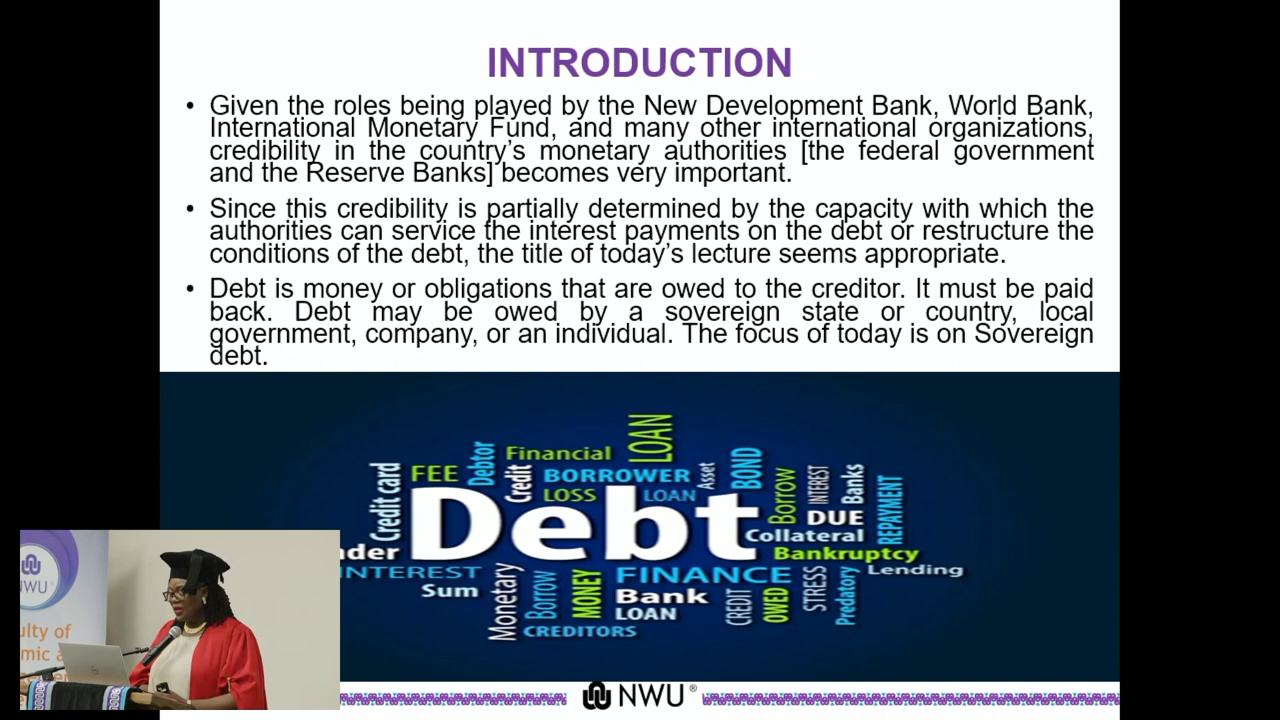 INTRODUCTION
• Given the roles being played by the New Development Bank, World Bank,
International Monetary Fund, and many other international organizations,
credibility in the country's monetary authorities [the federal government
and the Reserve Banks] becomes very important.
• Since this credibility is partially determined by the capacity with which the
authorities can service the interest payments on the debt or restructure the
conditions of the debt, the title of today's lecture seems appropriate.
• Debt is money or obligations that are owed to the creditor. It must be paid
back. Debt may be owed by a sovereign state or country, local
government, company, or an individual. The focus of today is on Sovereign
debt.
LOAN
Financial
Debtor
FEE
Credit card
Credit
BORROWER
Asset
BOND
LOSS
LOAN
Borrow
INTEREST
Banks
REPAYMENT
Debt
DUE
Collateral
Bankruptcy
Lending
INTEREST
Sum
Monetary
Borrow
MONEY
FINANCE
Bank
LOAN
CREDIT
OWED
STRESS
Predatory
CREDITORS
NWU
NWU®